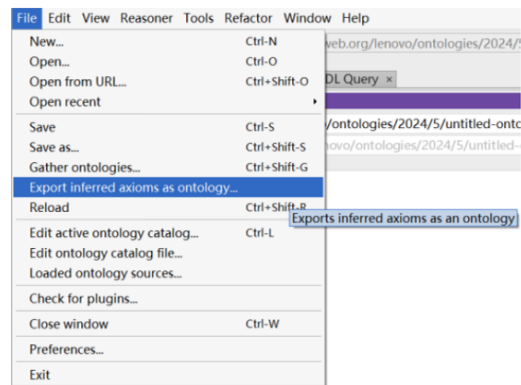 File Edit View Reasoner Tools Refactor Window Help
New... Ctrl-N
web.org/lenovo/ontologies/2024/5
Open... Ctrl-O
Open from URL... Ctrl+Shift-O
DL Query ×
Open recent
Save Ctrl-S
/ontologies/2024/5/untitled-onto
Save as... Ctrl+Shift-S
novo/ontologies/2024/5/untitled-
Gather ontologies... Ctrl+Shift-G
Export inferred axioms as ontology...
Reload Ctrl+Shift-R
Exports inferred axioms as an ontology
Edit active ontology catalog... Ctrl-L
Edit ontology catalog file...
Loaded ontology sources...
Check for plugins...
Close window Ctrl-W
Preferences...
Exit